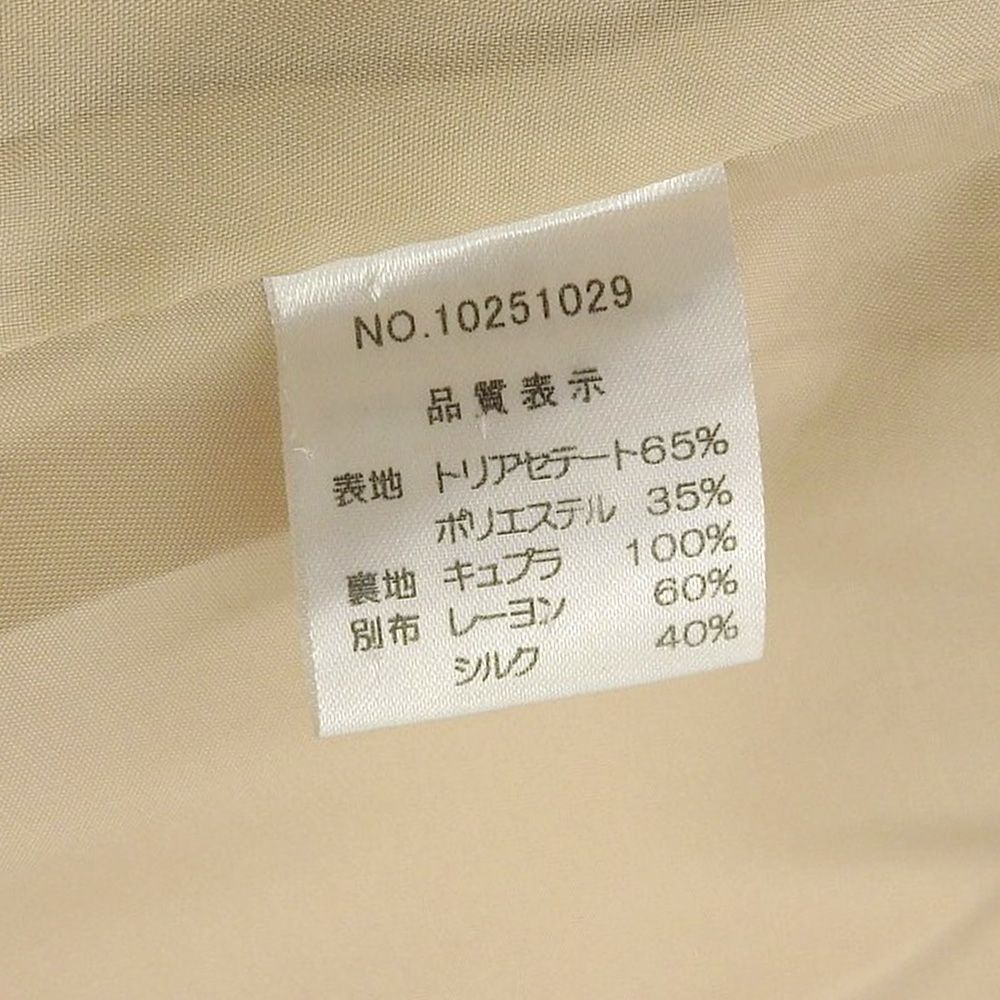 NO.10251029
品質表示
表地 トリアセテート65%
ポリエステル 35%
裏地 キュプラ 100%
別布 レーヨン 60%
シルク 40%